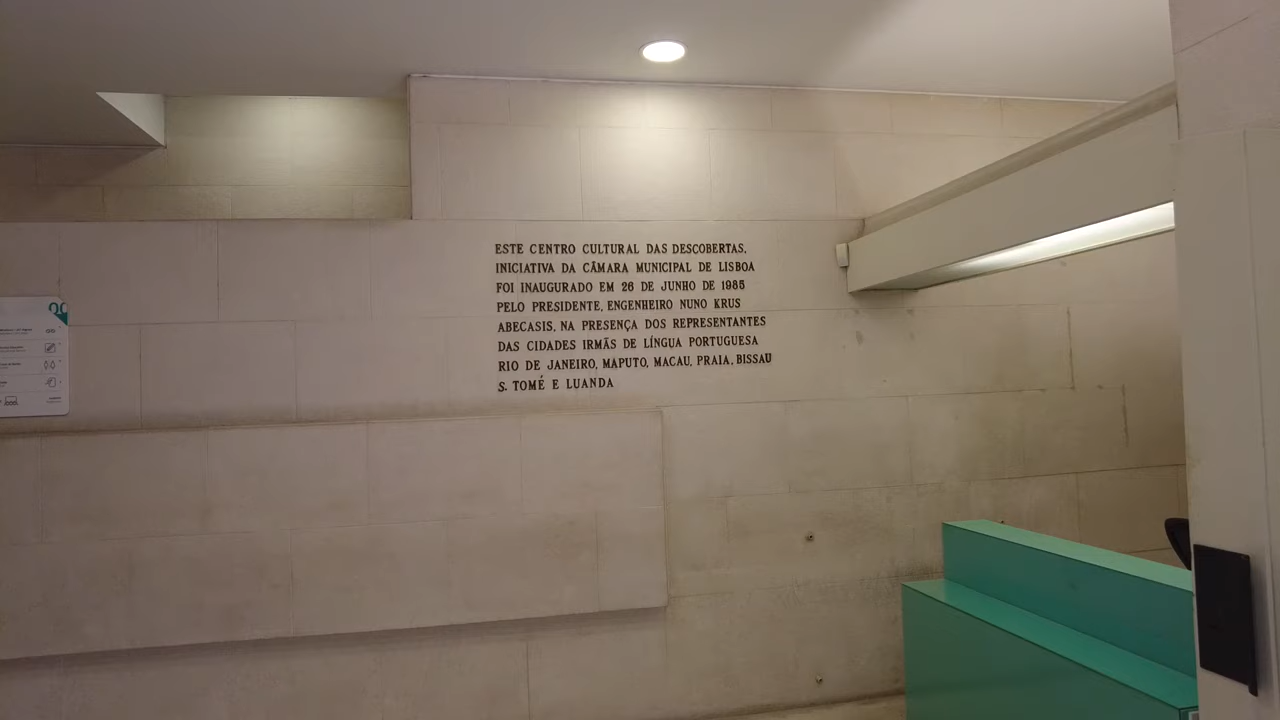 ESTE CENTRO CULTURAL DAS DESCOBERTAS,
INICIATIVA DA CÂMARA MUNICIPAL DE LISBOA
FOI INAUGURADO EM 26 DE JUNHO DE 1985
PELO PRESIDENTE, ENGENHEIRO NUNO KRUS
ABECASIS, NA PRESENÇA DOS REPRESENTANTES
DAS CIDADES IRMÃS DE LÍNGUA PORTUGUESA
RIO DE JANEIRO, MAPUTO, MACAU, PRAIA, BISSAU
S. TOMÉ E LUANDA
00